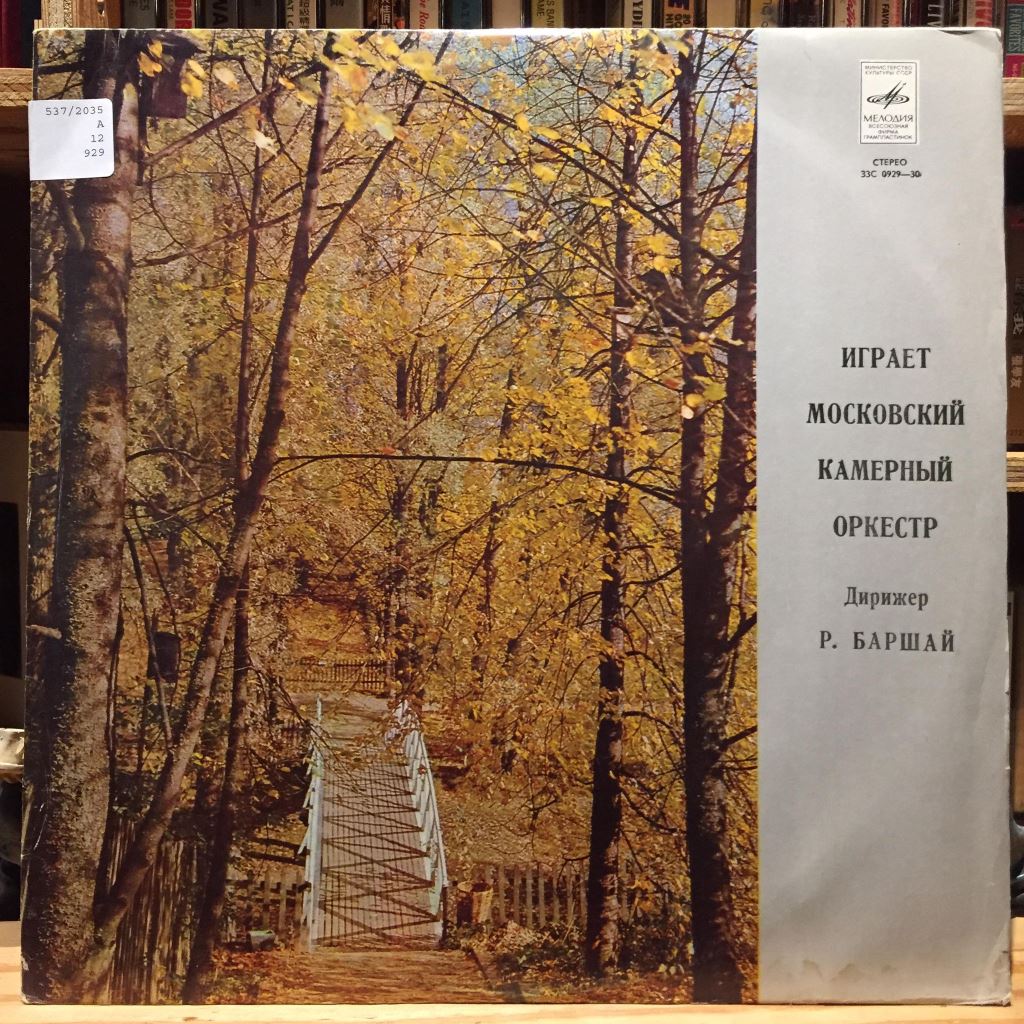 537/2035
A
12
929
МИНИСТЕРСТВО
КУЛЬТУРЫ СССР
МЕЛОДИЯ
ВСЕСОЮЗНАЯ
ФИРМА
ГРАМПЛАСТИНОК
СТЕРЕО
33С 0929—30
ИГРАЕТ
МОСКОВСКИЙ
КАМЕРНЫЙ
ОРКЕСТР
Дирижер
Р. БАРШАЙ
FAVORITES